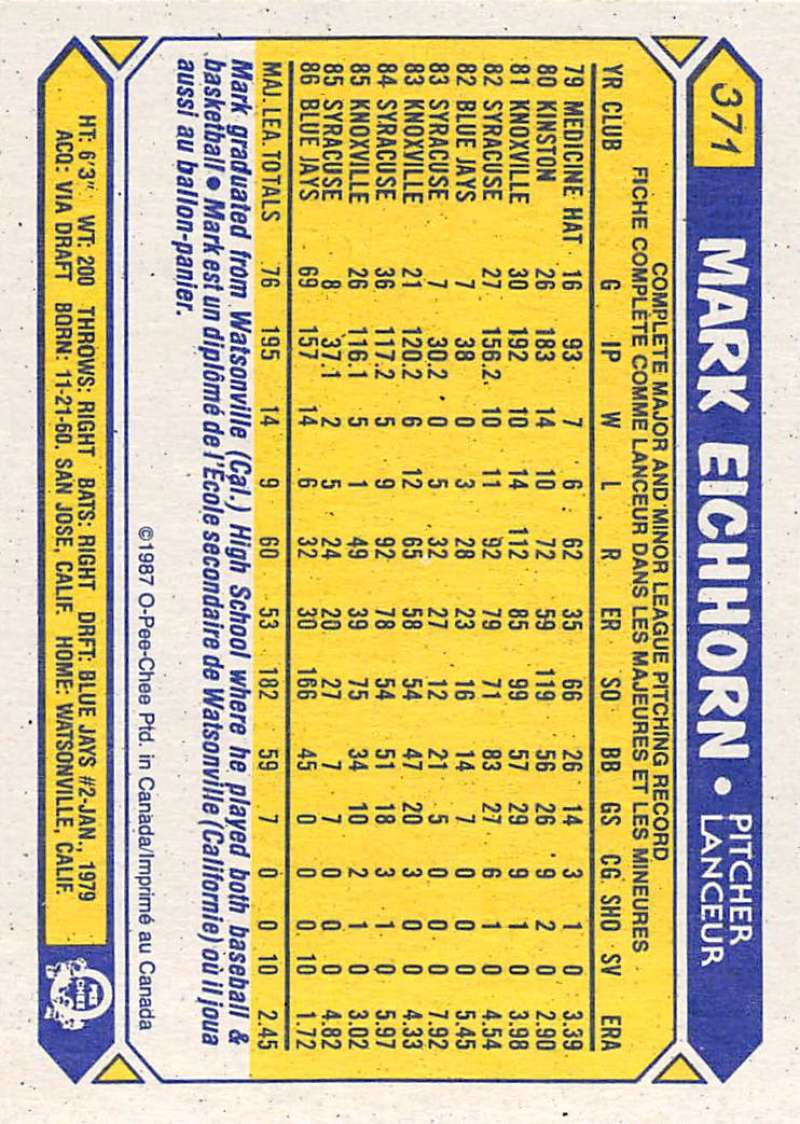 371
MARK EICHHORN • PITCHER
LANCEUR
COMPLETE MAJOR AND MINOR LEAGUE PITCHING RECORD
FICHE COMPLÈTE COMME LANCEUR DANS LES MAJEURES ET LES MINEURES
YR CLUB G IP W L R ER SO BB GS CG SHO SV ERA
79 MEDICINE HAT 16 93 7 6 62 35 66 26 14 3 1 0 3.39
80 KINSTON 26 183 14 10 72 59 119 56 26 9 2 0 2.90
81 KNOXVILLE 30 192 10 14 112 85 99 57 29 9 1 0 3.98
82 SYRACUSE 27 156.2 10 11 92 79 71 83 27 6 1 0 4.54
82 BLUE JAYS 7 38 0 3 28 23 16 14 7 0 0 0 5.45
83 SYRACUSE 7 30.2 0 5 32 27 12 21 5 0 0 0 7.92
83 KNOXVILLE 21 120.2 6 12 65 58 54 47 20 3 0 0 4.33
84 SYRACUSE 36 117.2 5 9 92 78 54 51 18 3 1 0 5.97
85 KNOXVILLE 26 116.1 5 1 49 39 75 34 10 2 1 0 3.02
85 SYRACUSE 8 37.1 2 5 24 20 27 7 7 0 0 0 4.82
86 BLUE JAYS 69 157 14 6 32 30 166 45 0 0 0 10 1.72
MAJ. LEA. TOTALS 76 195 14 9 60 53 182 59 7 0 0 10 2.45
Mark graduated from Watsonville (Cal.) High School where he played both baseball &
basketball • Mark est un diplômé de l'École secondaire de Watsonville (Californie) où il joua
aussi au ballon-panier.
©1987 O-Pee-Chee Ptd. in Canada/Imprimé au Canada
HT: 6'3" WT: 200 THROWS: RIGHT BATS: RIGHT DRFT: BLUE JAYS #2-JAN., 1979
ACQ: VIA DRAFT BORN: 11-21-60, SAN JOSE, CALIF. HOME: WATSONVILLE, CALIF.
O PEE CHEE